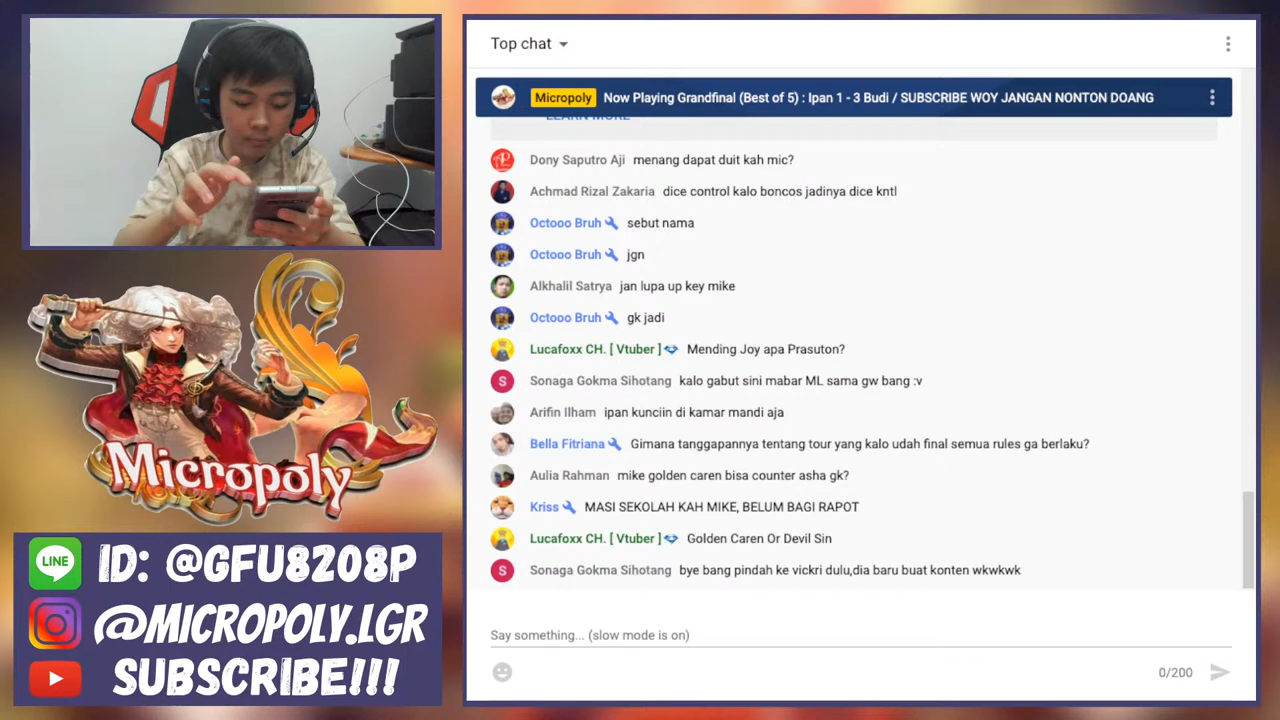 Top chat
Micropoly Now Playing Grandfinal (Best of 5) : Ipan 1 - 3 Budi / SUBSCRIBE WOY JANGAN NONTON DOANG
LEARN MORE
Dony Saputro Aji menang dapat duit kah mic?
Achmad Rizal Zakaria dice control kalo boncos jadinya dice kntl
Octooo Bruh sebut nama
Octooo Bruh jgn
Alkhalil Satrya jan lupa up key mike
Octooo Bruh gk jadi
Lucafoxx CH. [ Vtuber ] Mending Joy apa Prasuton?
S Sonaga Gokma Sihotang kalo gabut sini mabar ML sama gw bang :v
Arifin Ilham ipan kunciin di kamar mandi aja
Bella Fitriana Gimana tanggapannya tentang tour yang kalo udah final semua rules ga berlaku?
Aulia Rahman mike golden caren bisa counter asha gk?
Kriss MASI SEKOLAH KAH MIKE, BELUM BAGI RAPOT
Lucafoxx CH. [ Vtuber ] Golden Caren Or Devil Sin
S Sonaga Gokma Sihotang bye bang pindah ke vickri dulu,dia baru buat konten wkwkwk
Say something... (slow mode is on)
0/200
Micropoly
LINE ID: @GFU8208P
@MICROPOLY.LGR
SUBSCRIBE!!!